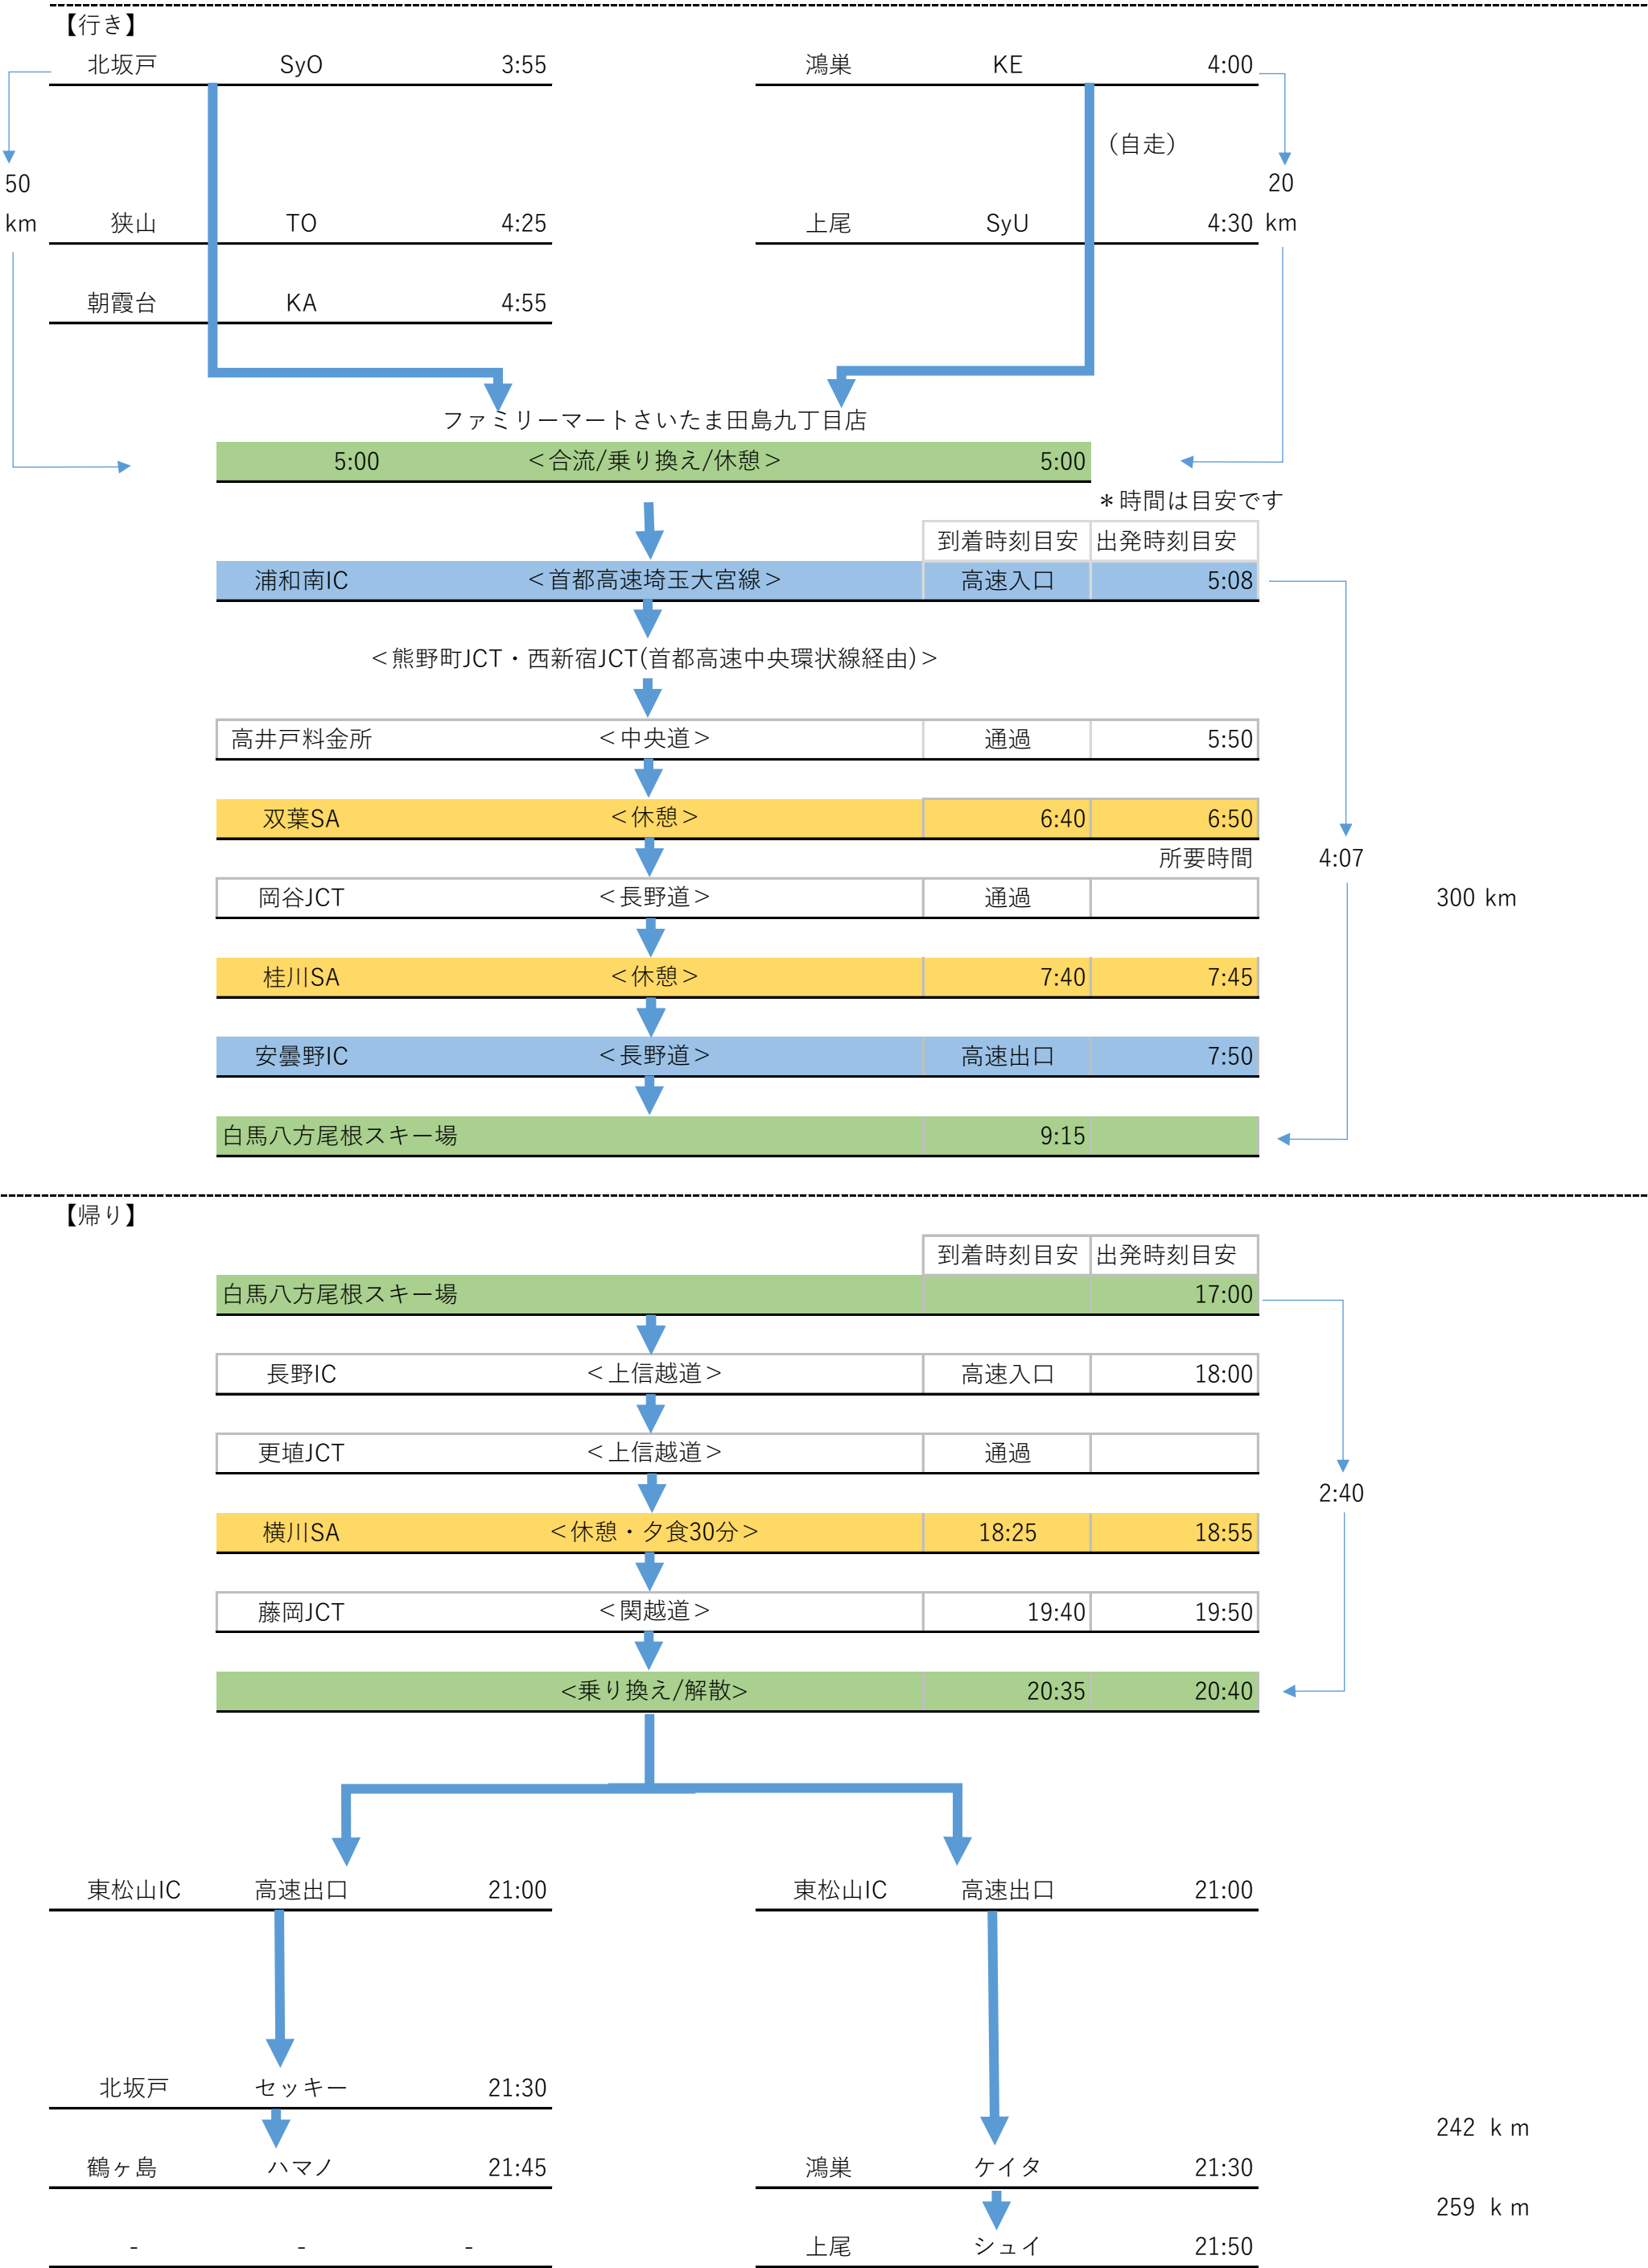 【行き】
北坂戸 SyO 3:55 鴻巣 KE 4:00
(自走)
50 20
km 狭山 TO 4:25 上尾 SyU 4:30 km
朝霞台 KA 4:55
ファミリーマートさいたま田島九丁目店
5:00 <合流/乗り換え/休憩> 5:00
*時間は目安です
到着時刻目安 出発時刻目安
浦和南IC <首都高速埼玉大宮線> 高速入口 5:08
<熊野町JCT・西新宿JCT(首都高速中央環状線経由)>
高井戸料金所 <中央道> 通過 5:50
双葉SA <休憩> 6:40 6:50
所要時間 4:07
岡谷JCT <長野道> 通過 300 km
桂川SA <休憩> 7:40 7:45
安曇野IC <長野道> 高速出口 7:50
白馬八方尾根スキー場 9:15
【帰り】
到着時刻目安 出発時刻目安
白馬八方尾根スキー場 17:00
長野IC <上信越道> 高速入口 18:00
更埴JCT <上信越道> 通過
2:40
横川SA <休憩・夕食30分> 18:25 18:55
藤岡JCT <関越道> 19:40 19:50
<乗り換え/解散> 20:35 20:40
東松山IC 高速出口 21:00 東松山IC 高速出口 21:00
北坂戸 セッキー 21:30
242 km
鶴ヶ島 ハマノ 21:45 鴻巣 ケイタ 21:30
259 km
- - - 上尾 シュイ 21:50